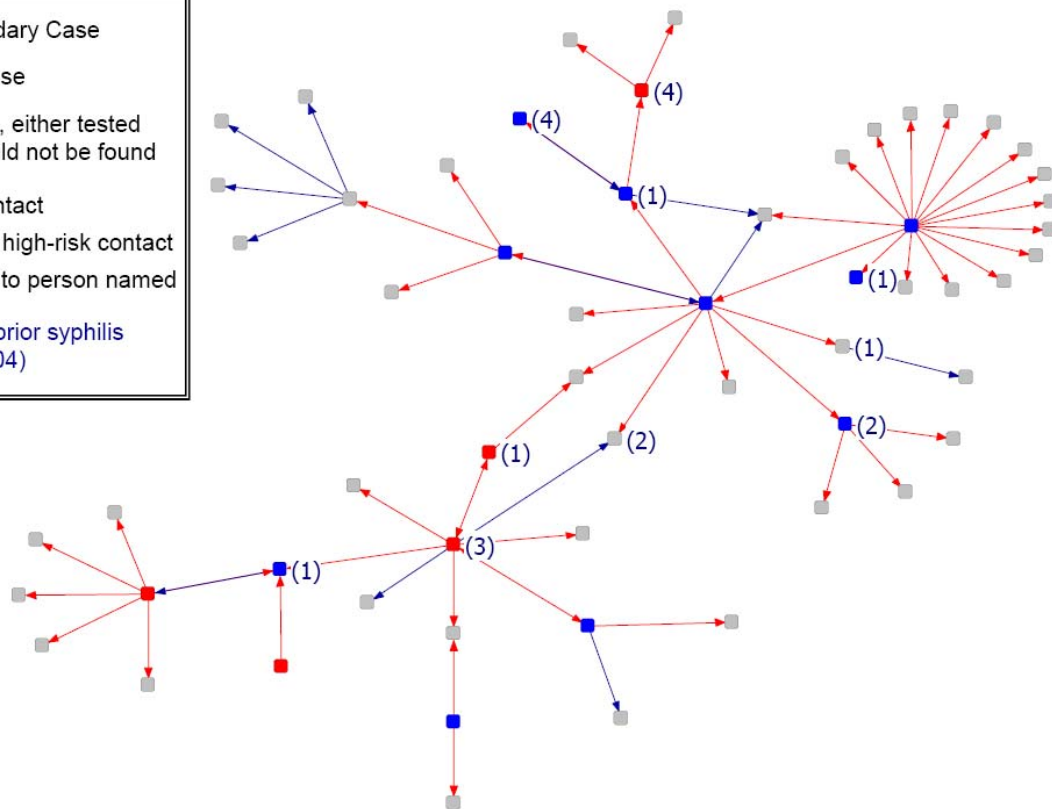 dary Case
se
, either tested
ld not be found
ntact
high-risk contact
to person named
prior syphilis
04)
(4)
(4)
(1)
(1)
(1)
(2)
(2)
(1)
(3)
(1)